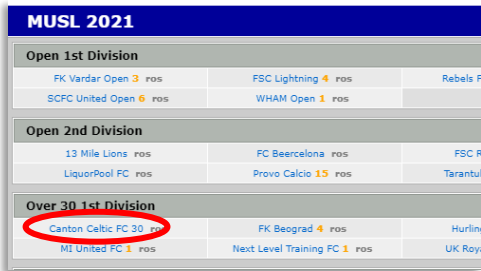 MUSL 2021
Open 1st Division
FK Vardar Open 3 ros FSC Lightning 4 ros Rebels F
SCFC United Open 6 ros WHAM Open 1 ros
Open 2nd Division
13 Mile Lions ros FC Beercelona ros FSC R
LiquorPool FC ros Provo Calcio 15 ros Tarantul
Over 30 1st Division
Canton Celtic FC 30 ros FK Beograd 4 ros Hurling
MI United FC 1 ros Next Level Training FC 1 ros UK Roya